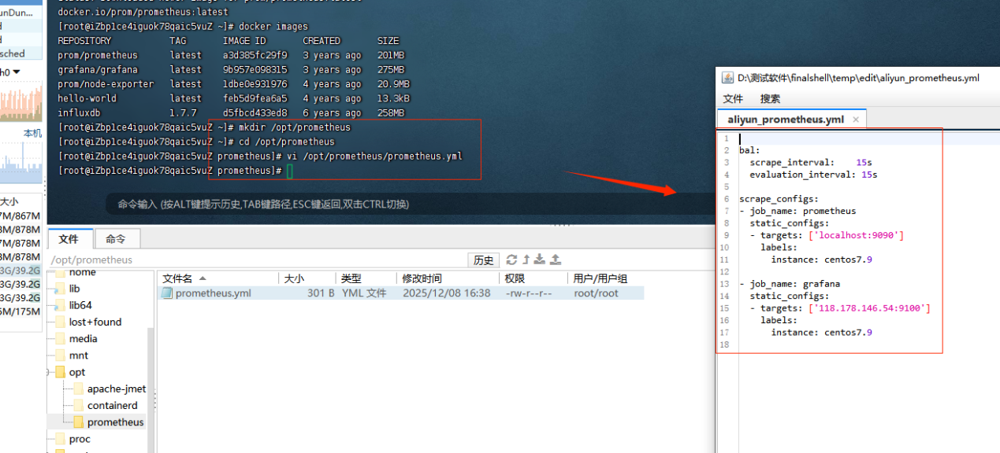 docker.io/prom/prometheus:latest
[root@iZbp1ce4iguok78qaic5vuZ ~]# docker images
REPOSITORY TAG IMAGE ID CREATED SIZE
prom/prometheus latest a3d385fc29f9 3 years ago 201MB
grafana/grafana latest 9b957e098315 3 years ago 275MB
prom/node-exporter latest 1dbe0e931976 4 years ago 20.9MB
hello-world latest feb5d9fea6a5 4 years ago 13.3kB
influxdb 1.7.7 d5fbcd433ed8 6 years ago 258MB
[root@iZbp1ce4iguok78qaic5vuZ ~]# mkdir /opt/prometheus
[root@iZbp1ce4iguok78qaic5vuZ ~]# cd /opt/prometheus
[root@iZbp1ce4iguok78qaic5vuZ prometheus]# vi /opt/prometheus/prometheus.yml
[root@iZbp1ce4iguok78qaic5vuZ prometheus]#
命令输入 (按ALT键提示历史,TAB键路径,ESC键返回,双击CTRL切换)
unDun...
sched
h0
本机
大小
7M/867M
8M/878M
7M/878M
8M/878M
3G/39.2G
3G/39.2G
3G/39.2G
5M/175M
文件 命令
/opt/prometheus
历史
home
lib
lib64
lost+found
media
mnt
opt
apache-jmet
containerd
prometheus
proc
文件名 大小 类型 修改时间 权限 用户/用户组
prometheus.yml 301 B YML 文件 2025/12/08 16:38 -rw-r--r-- root/root
D:\测试软件\finalshell\temp\edit\aliyun_prometheus.yml
文件 搜索
aliyun_prometheus.yml ×
1
2 bal:
3 scrape_interval: 15s
4 evaluation_interval: 15s
5
6 scrape_configs:
7 - job_name: prometheus
8 static_configs:
9 - targets: ['localhost:9090']
10 labels:
11 instance: centos7.9
12
13 - job_name: grafana
14 static_configs:
15 - targets: ['118.178.146.54:9100']
16 labels:
17 instance: centos7.9
18